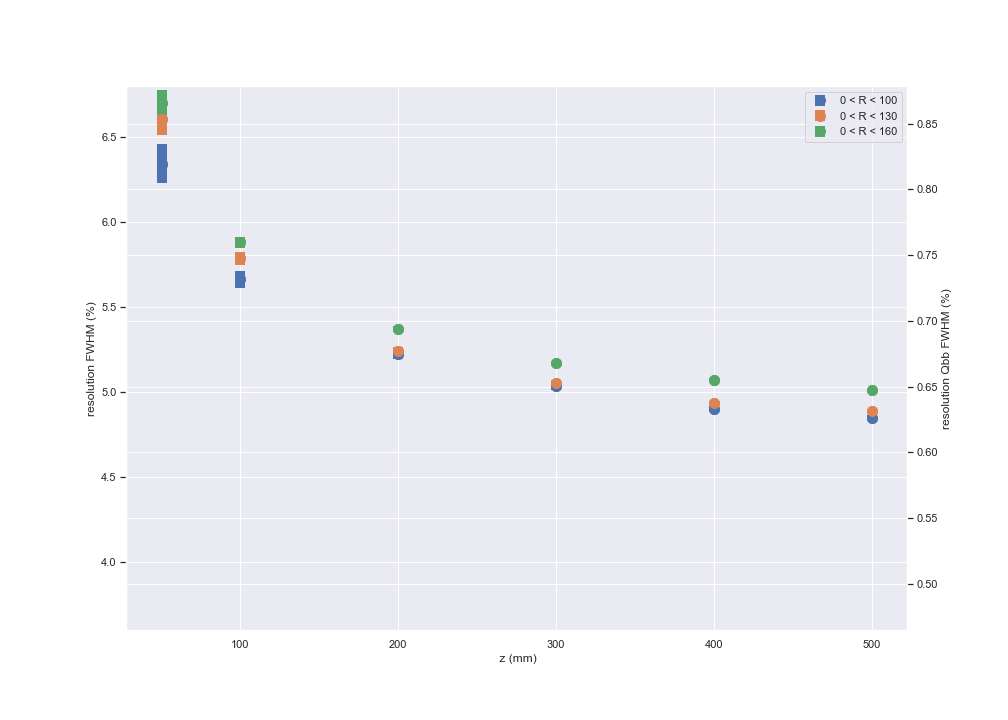 0 < R < 100
0 < R < 130
0 < R < 160
resolution FWHM (%)
6.5
6.0
5.5
5.0
4.5
4.0
0.85
0.80
0.75
0.70
0.65
0.60
0.55
0.50
resolution Qbb FWHM (%)
100 200 300 400 500
z (mm)